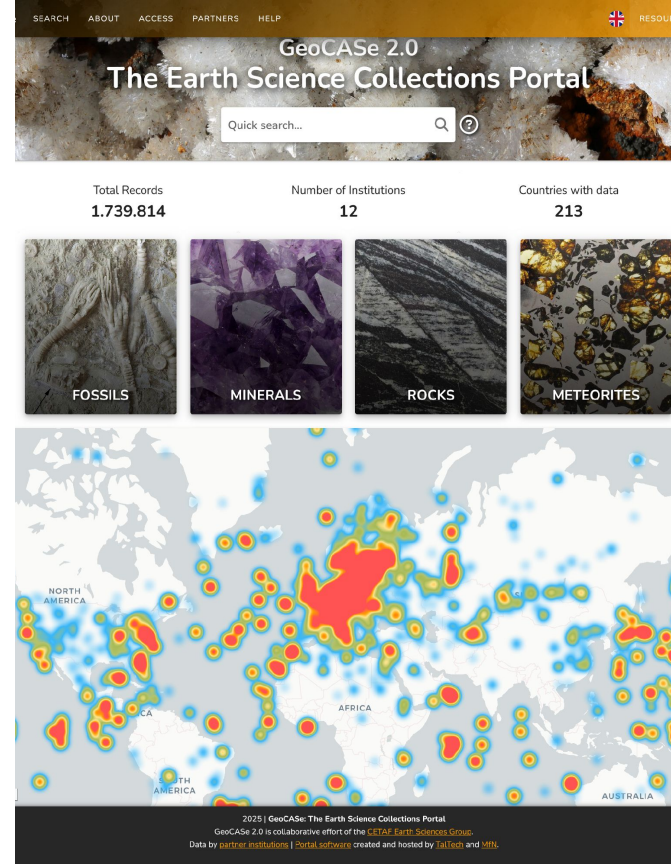 SEARCH ABOUT ACCESS PARTNERS HELP
GeoCASe 2.0
The Earth Science Collections Portal
Quick search...
Total Records
1.739.814
Number of Institutions
12
Countries with data
213
FOSSILS
MINERALS
ROCKS
METEORITES
NORTH
AMERICA
AFRICA
AMERICA
AUSTRALIA
2025 | GeoCASe: The Earth Science Collections Portal
GeoCASe 2.0 is collaborative effort of the CETAF Earth Sciences Group.
Data by partner institutions | Portal software created and hosted by TalTech and MfN.